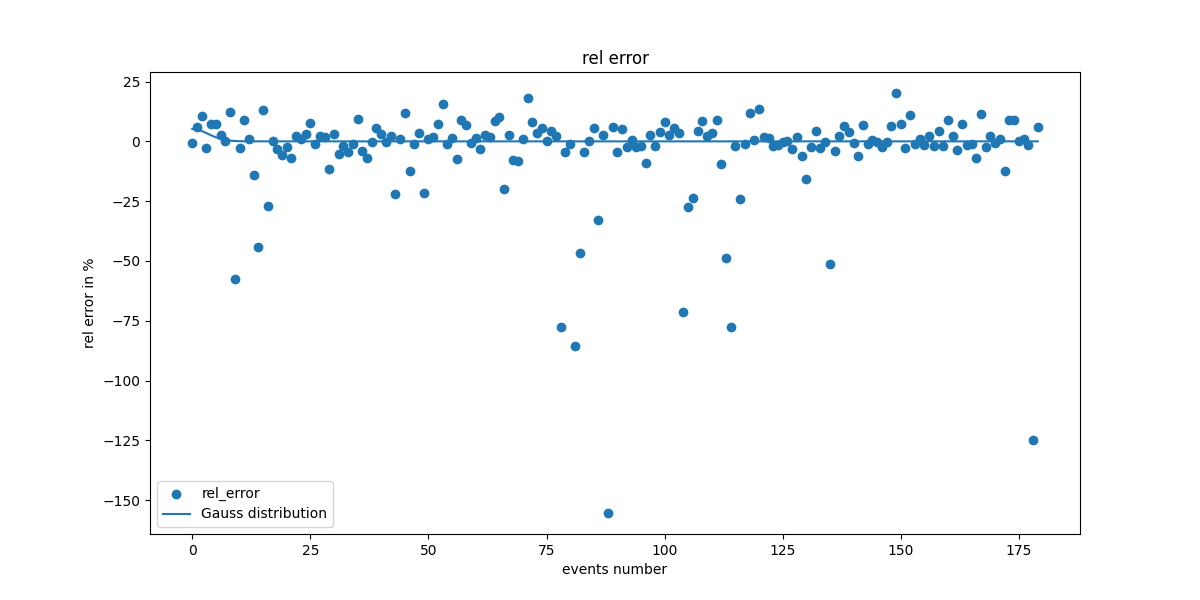 rel error
25
0
−25
−50
−75
−100
−125
−150
rel error in %
rel_error
Gauss distribution
0 25 50 75 100 125 150 175
events number